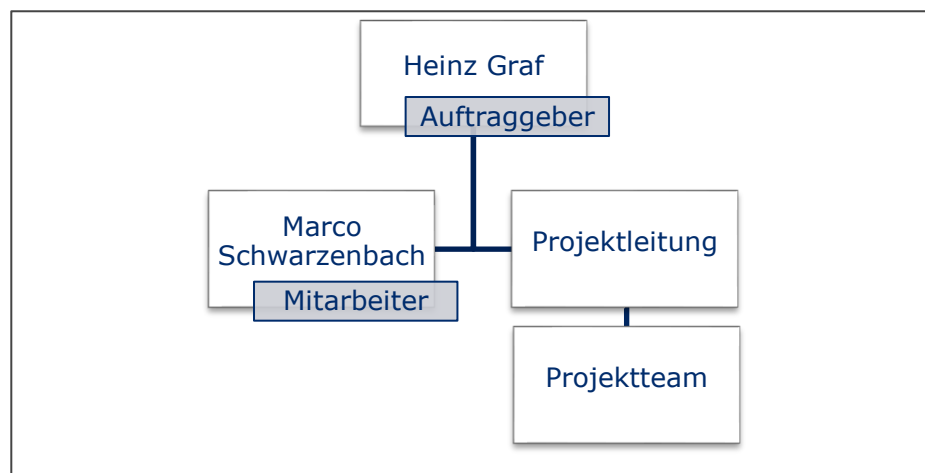 Heinz Graf
Auftraggeber
Marco
Schwarzenbach
Mitarbeiter
Projektleitung
Projektteam